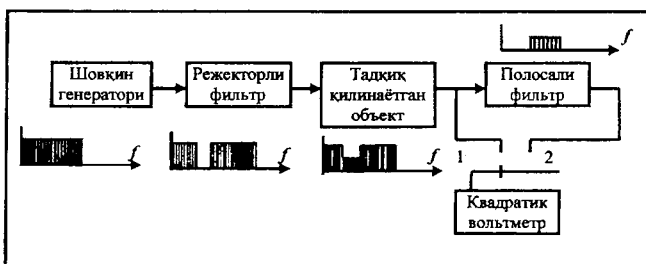 f
Шовқин
генератори
Режекторли
фильтр
Тадқиқ
қилинаётган
объект
Полосали
фильтр
f
f
f
1
2
Квадратик
вольтметр